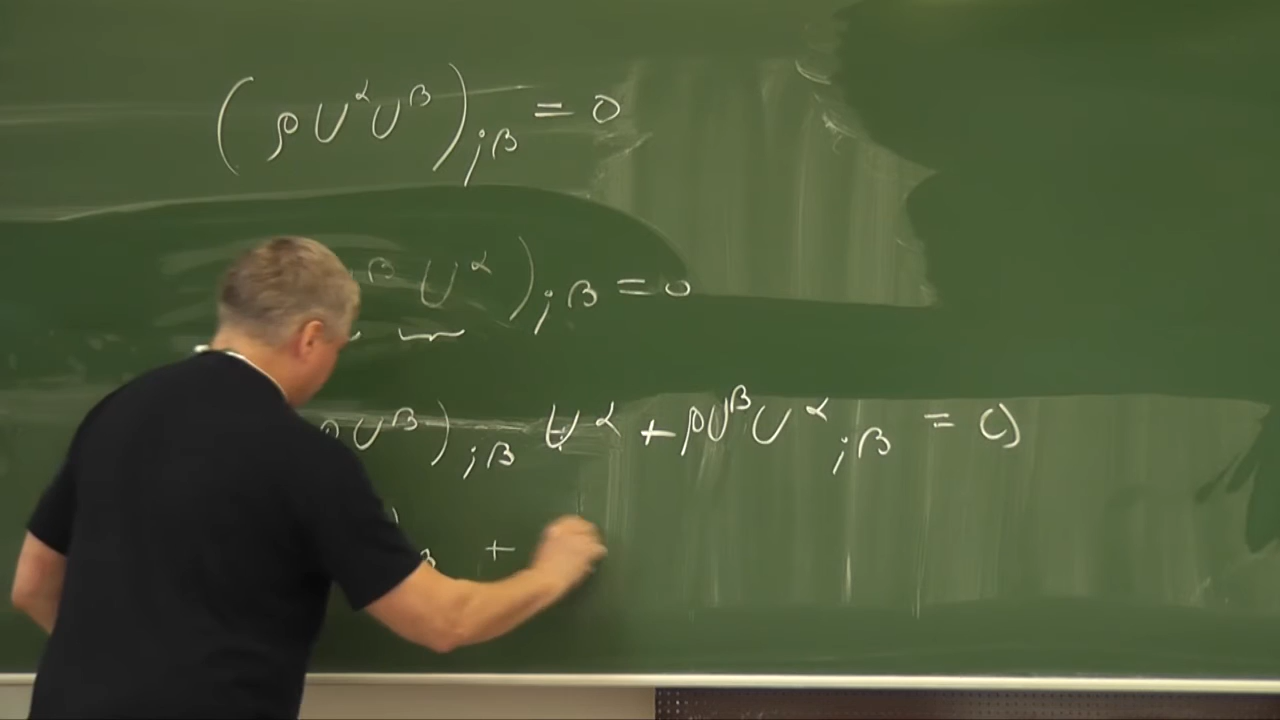 (ρU^α U^β)_{;β} = 0
^β U^α)_{;β} = 0
ρU^β)_{;β} U^α + ρU^β U^α_{;β} = 0
+